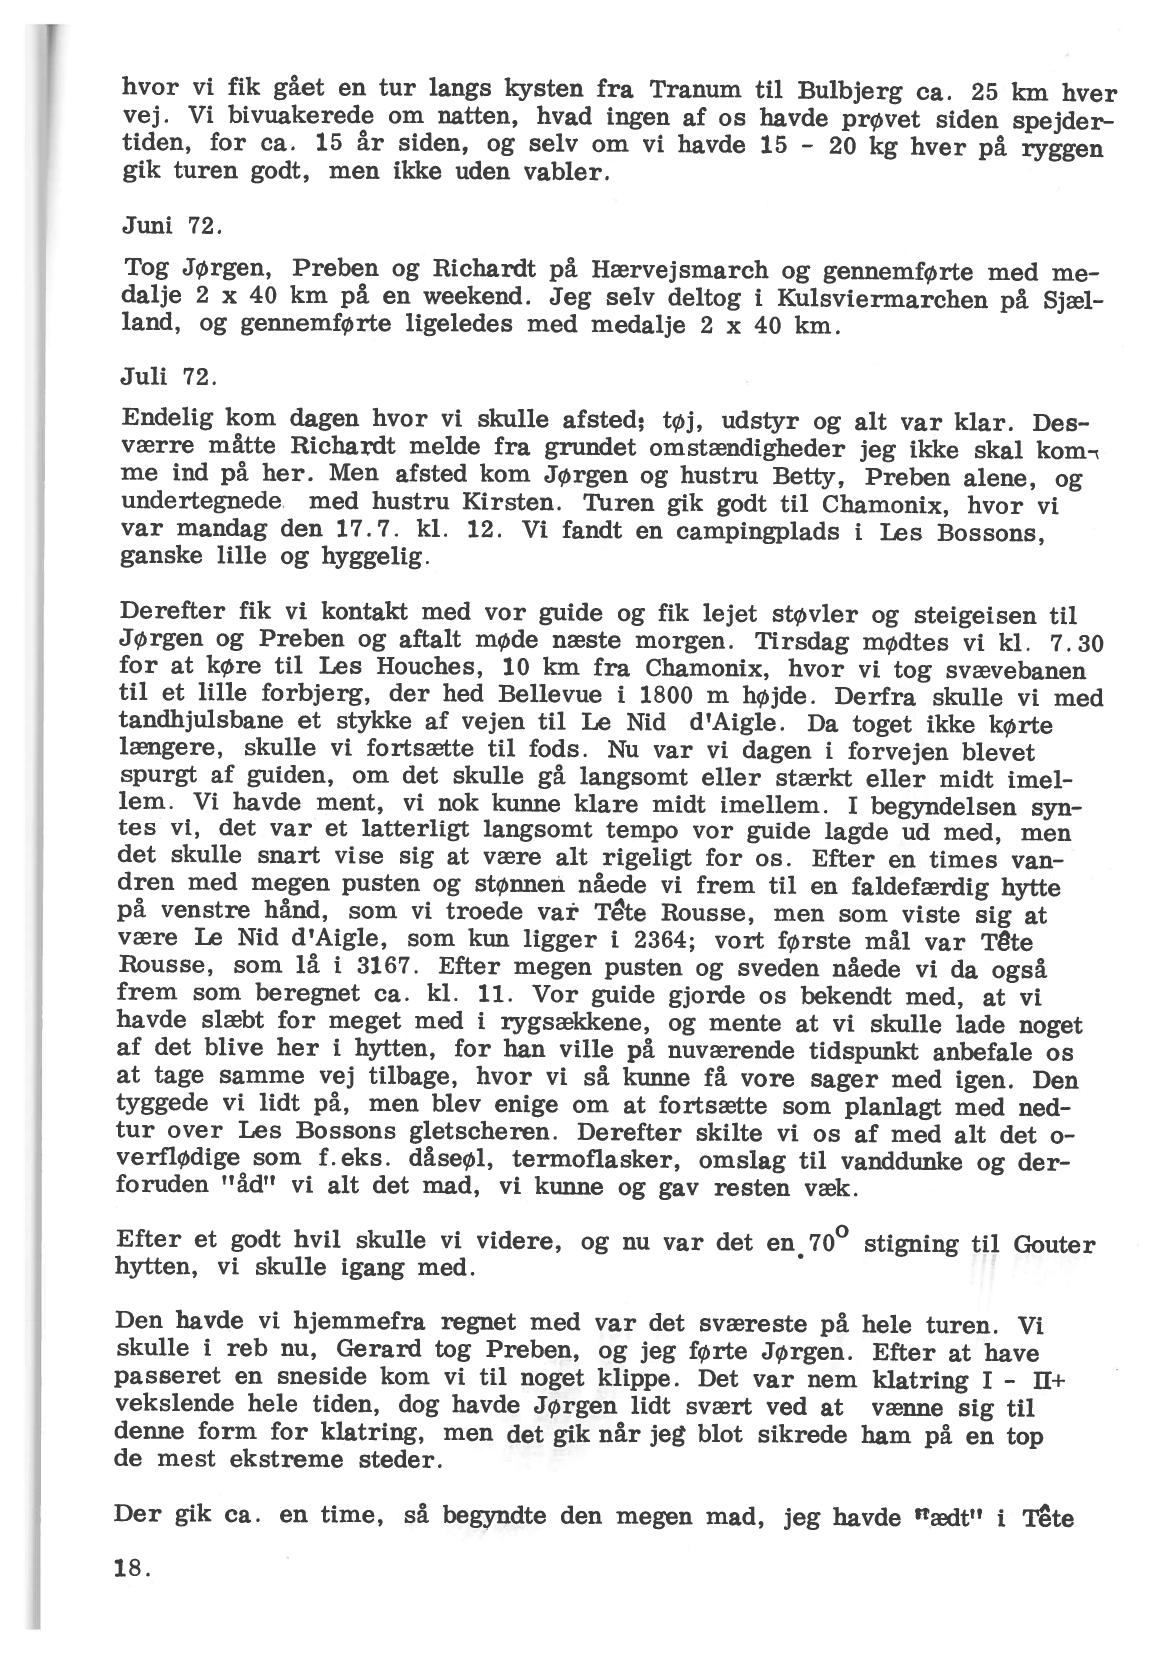 hvor vi fik gået en tur langs kysten fra Tranum til Bulbjerg ca. 25 km hver
vej. Vi bivuakerede om natten, hvad ingen af os havde prøvet siden spejder-
tiden, for ca. 15 år siden, og selv om vi havde 15 - 20 kg hver på ryggen
gik turen godt, men ikke uden vabler.
Juni 72.
Tog Jørgen, Preben og Richardt på Hærvejsmarch og gennemførte med me-
dalje 2 x 40 km på en weekend. Jeg selv deltog i Kulsviermarchen på Sjæl-
land, og gennemførte ligeledes med medalje 2 x 40 km.
Juli 72.
Endelig kom dagen hvor vi skulle afsted; tøj, udstyr og alt var klar. Des-
værre måtte Richardt melde fra grundet omstændigheder jeg ikke skal kom-
me ind på her. Men afsted kom Jørgen og hustru Betty, Preben alene, og
undertegnede med hustru Kirsten. Turen gik godt til Chamonix, hvor vi
var mandag den 17.7. kl. 12. Vi fandt en campingplads i Les Bossons,
ganske lille og hyggelig.
Derefter fik vi kontakt med vor guide og fik lejet støvler og steigeisen til
Jørgen og Preben og aftalt møde næste morgen. Tirsdag mødtes vi kl. 7.30
for at køre til Les Houches, 10 km fra Chamonix, hvor vi tog svævebanen
til et lille forbjerg, der hed Bellevue i 1800 m højde. Derfra skulle vi med
tandhjulsbane et stykke af vejen til Le Nid d'Aigle. Da toget ikke kørte
længere, skulle vi fortsætte til fods. Nu var vi dagen i forvejen blevet
spurgt af guiden, om det skulle gå langsomt eller stærkt eller midt imel-
lem. Vi havde ment, vi nok kunne klare midt imellem. I begyndelsen syn-
tes vi, det var et latterligt langsomt tempo vor guide lagde ud med, men
det skulle snart vise sig at være alt rigeligt for os. Efter en times van-
dren med megen pusten og stønnen nåede vi frem til en faldefærdig hytte
på venstre hånd, som vi troede var Tête Rousse, men som viste sig at
være Le Nid d'Aigle, som kun ligger i 2364; vort første mål var Tête
Rousse, som lå i 3167. Efter megen pusten og sveden nåede vi da også
frem som beregnet ca. kl. 11. Vor guide gjorde os bekendt med, at vi
havde slæbt for meget med i rygsækkene, og mente at vi skulle lade noget
af det blive her i hytten, for han ville på nuværende tidspunkt anbefale os
at tage samme vej tilbage, hvor vi så kunne få vore sager med igen. Den
tyggede vi lidt på, men blev enige om at fortsætte som planlagt med ned-
tur over Les Bossons gletscheren. Derefter skilte vi os af med alt det o-
verflødige som f.eks. dåseøl, termoflasker, omslag til vanddunke og der-
foruden "åd" vi alt det mad, vi kunne og gav resten væk.
Efter et godt hvil skulle vi videre, og nu var det en 70° stigning til Gouter
hytten, vi skulle igang med.
Den havde vi hjemmefra regnet med var det sværeste på hele turen. Vi
skulle i reb nu, Gerard tog Preben, og jeg førte Jørgen. Efter at have
passeret en sneside kom vi til noget klippe. Det var nem klatring I - II+
vekslende hele tiden, dog havde Jørgen lidt svært ved at vænne sig til
denne form for klatring, men det gik når jeg blot sikrede ham på en top
de mest ekstreme steder.
Der gik ca. en time, så begyndte den megen mad, jeg havde "ædt" i Tête
18.